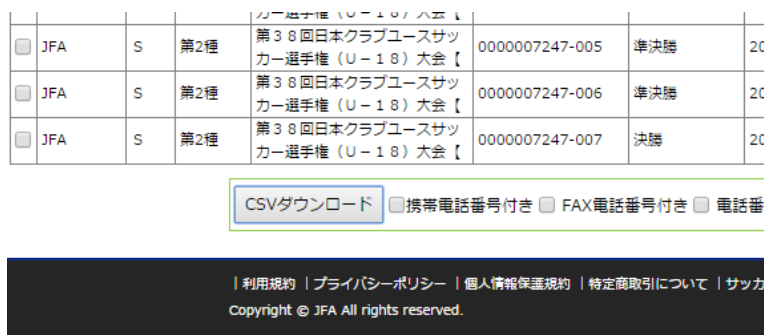 JFA S 第2種 第３８回日本クラブユースサッ 0000007247-005 準決勝 20
カー選手権（Ｕ－１８）大会【
JFA S 第2種 第３８回日本クラブユースサッ 0000007247-006 準決勝 20
カー選手権（Ｕ－１８）大会【
JFA S 第2種 第３８回日本クラブユースサッ 0000007247-007 決勝 20
カー選手権（Ｕ－１８）大会【
CSVダウンロード 携帯電話番号付き FAX電話番号付き 電話番
｜利用規約 ｜プライバシーポリシー ｜個人情報保護規約 ｜特定商取引について ｜サッカ
Copyright © JFA All rights reserved.